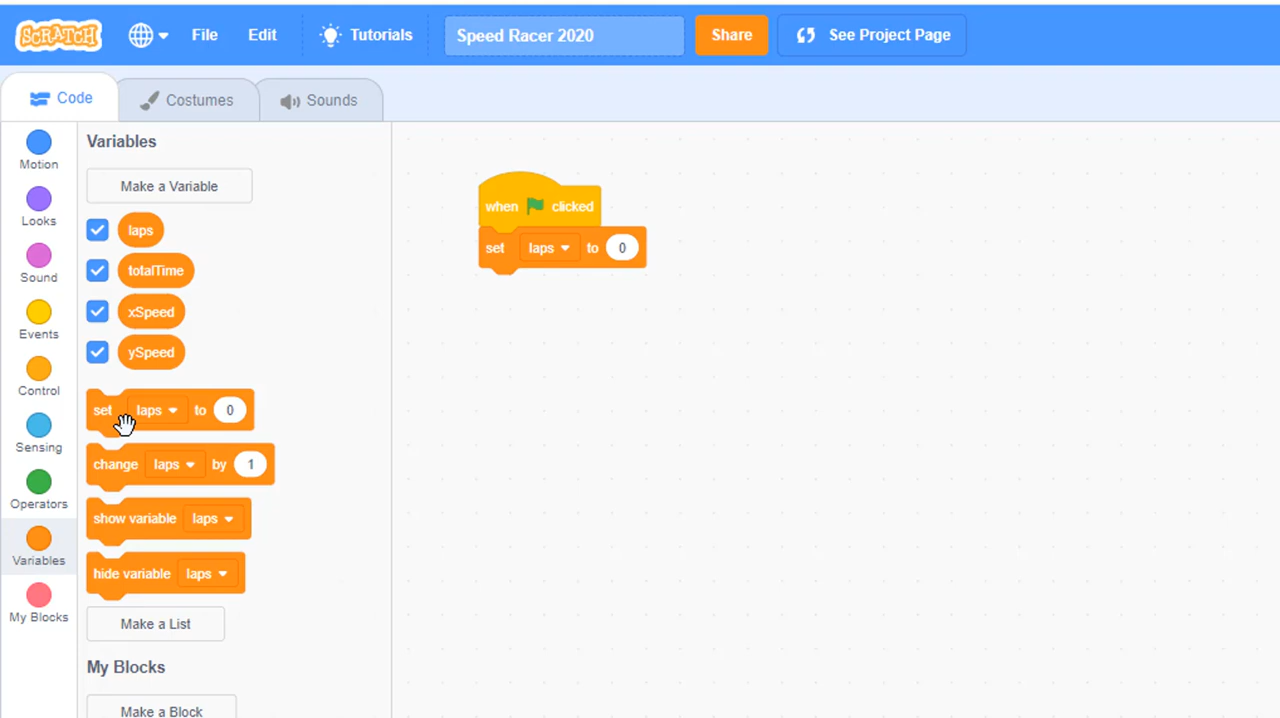 SCRATCH File Edit Tutorials Speed Racer 2020 Share See Project Page
Code Costumes Sounds
Motion
Looks
Sound
Events
Control
Sensing
Operators
Variables
My Blocks
Variables
Make a Variable
laps
totalTime
xSpeed
ySpeed
set laps to 0
change laps by 1
show variable laps
hide variable laps
Make a List
My Blocks
Make a Block
when clicked
set laps to 0